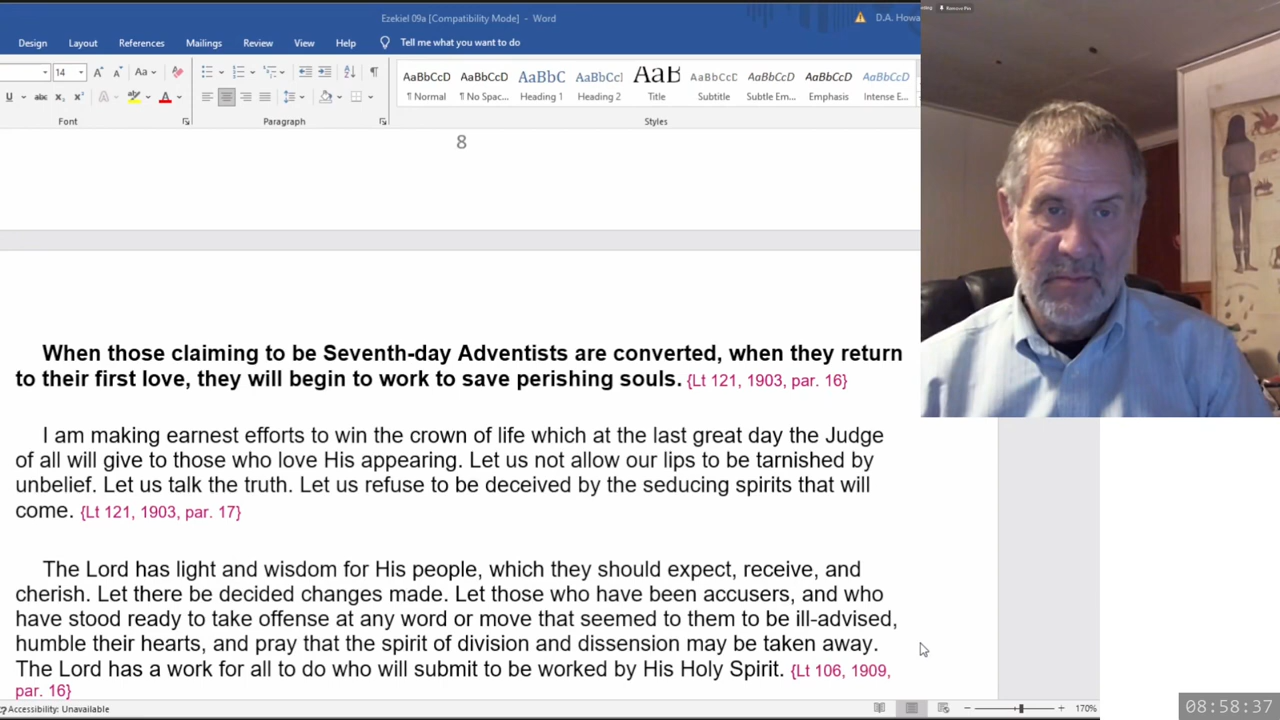 Ezekiel 09a [Compatibility Mode] - Word
D.A. Howa
Remove Pin
Design Layout References Mailings Review View Help Tell me what you want to do
14 Aa
AaBbCcD AaBbCcD AaBbC AaBbCcl AaB AaBbCcD AaBbCcD AaBbCcD AaBbCcD
¶ Normal ¶ No Spac... Heading 1 Heading 2 Title Subtitle Subtle Em... Emphasis Intense E...
U abc x₂ x² A ab A
Font Paragraph Styles
8
When those claiming to be Seventh-day Adventists are converted, when they return
to their first love, they will begin to work to save perishing souls. {Lt 121, 1903, par. 16}
I am making earnest efforts to win the crown of life which at the last great day the Judge
of all will give to those who love His appearing. Let us not allow our lips to be tarnished by
unbelief. Let us talk the truth. Let us refuse to be deceived by the seducing spirits that will
come. {Lt 121, 1903, par. 17}
The Lord has light and wisdom for His people, which they should expect, receive, and
cherish. Let there be decided changes made. Let those who have been accusers, and who
have stood ready to take offense at any word or move that seemed to them to be ill-advised,
humble their hearts, and pray that the spirit of division and dissension may be taken away.
The Lord has a work for all to do who will submit to be worked by His Holy Spirit. {Lt 106, 1909,
par. 16}
Accessibility: Unavailable
170%
08:58:37